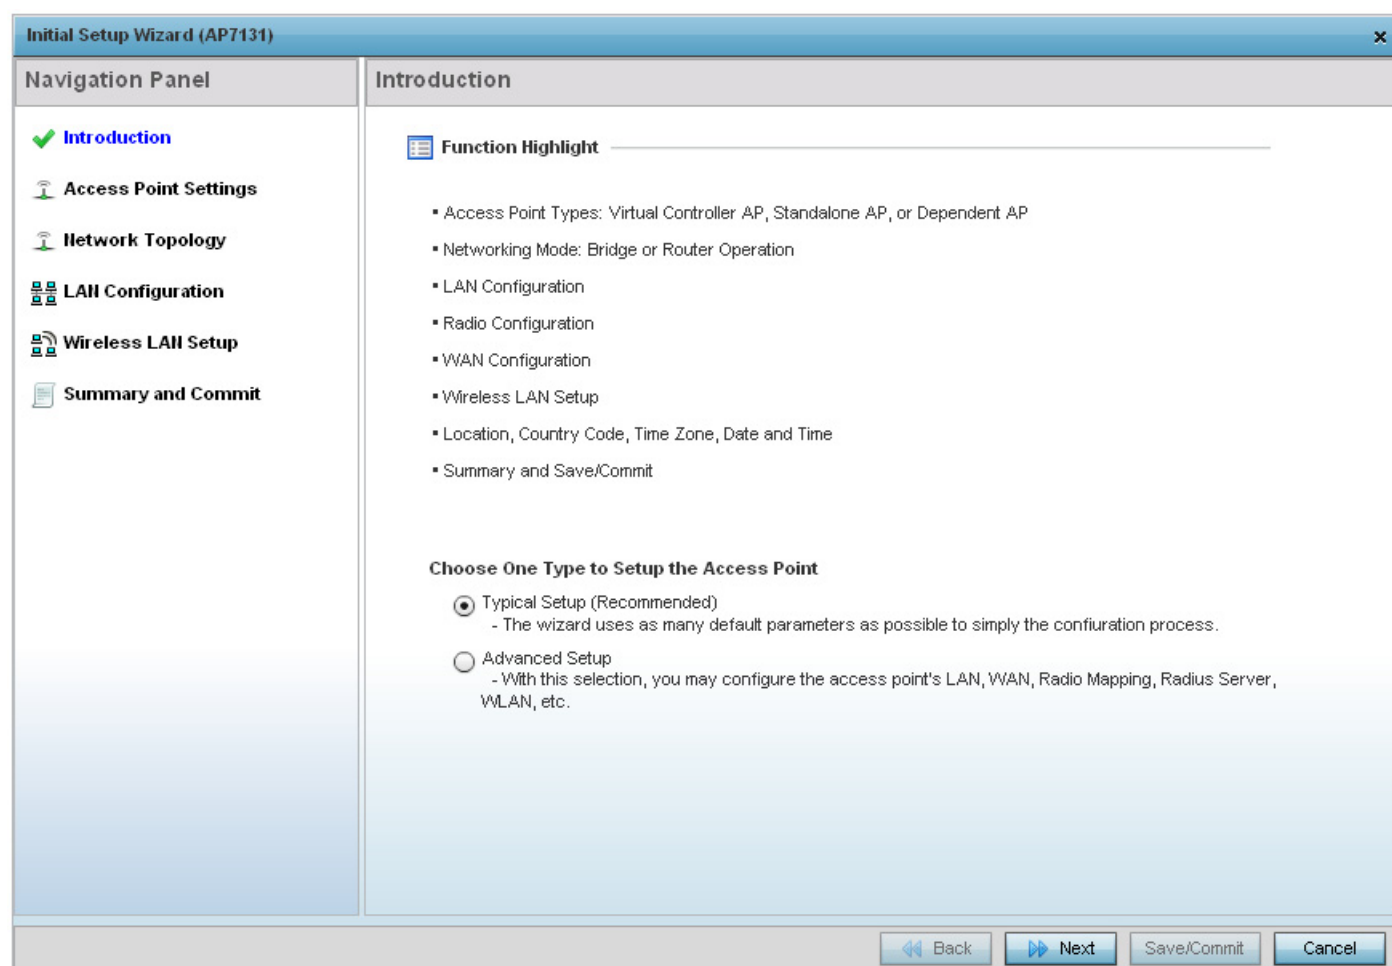 Initial Setup Wizard (AP7131)
Navigation Panel
Introduction
Access Point Settings
Network Topology
LAN Configuration
Wireless LAN Setup
Summary and Commit
Introduction
Function Highlight
▪ Access Point Types: Virtual Controller AP, Standalone AP, or Dependent AP
▪ Networking Mode: Bridge or Router Operation
▪ LAN Configuration
▪ Radio Configuration
▪ WAN Configuration
▪ Wireless LAN Setup
▪ Location, Country Code, Time Zone, Date and Time
▪ Summary and Save/Commit
Choose One Type to Setup the Access Point
Typical Setup (Recommended)
- The wizard uses as many default parameters as possible to simply the confiuration process.
Advanced Setup
- With this selection, you may configure the access point's LAN, WAN, Radio Mapping, Radius Server,
WLAN, etc.
Back
Next
Save/Commit
Cancel